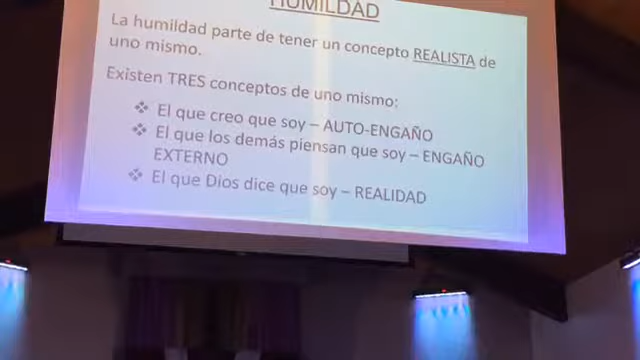 HUMILDAD
La humildad parte de tener un concepto REALISTA de
uno mismo.
Existen TRES conceptos de uno mismo:
❖ El que creo que soy – AUTO-ENGAÑO
❖ El que los demás piensan que soy – ENGAÑO
EXTERNO
❖ El que Dios dice que soy – REALIDAD